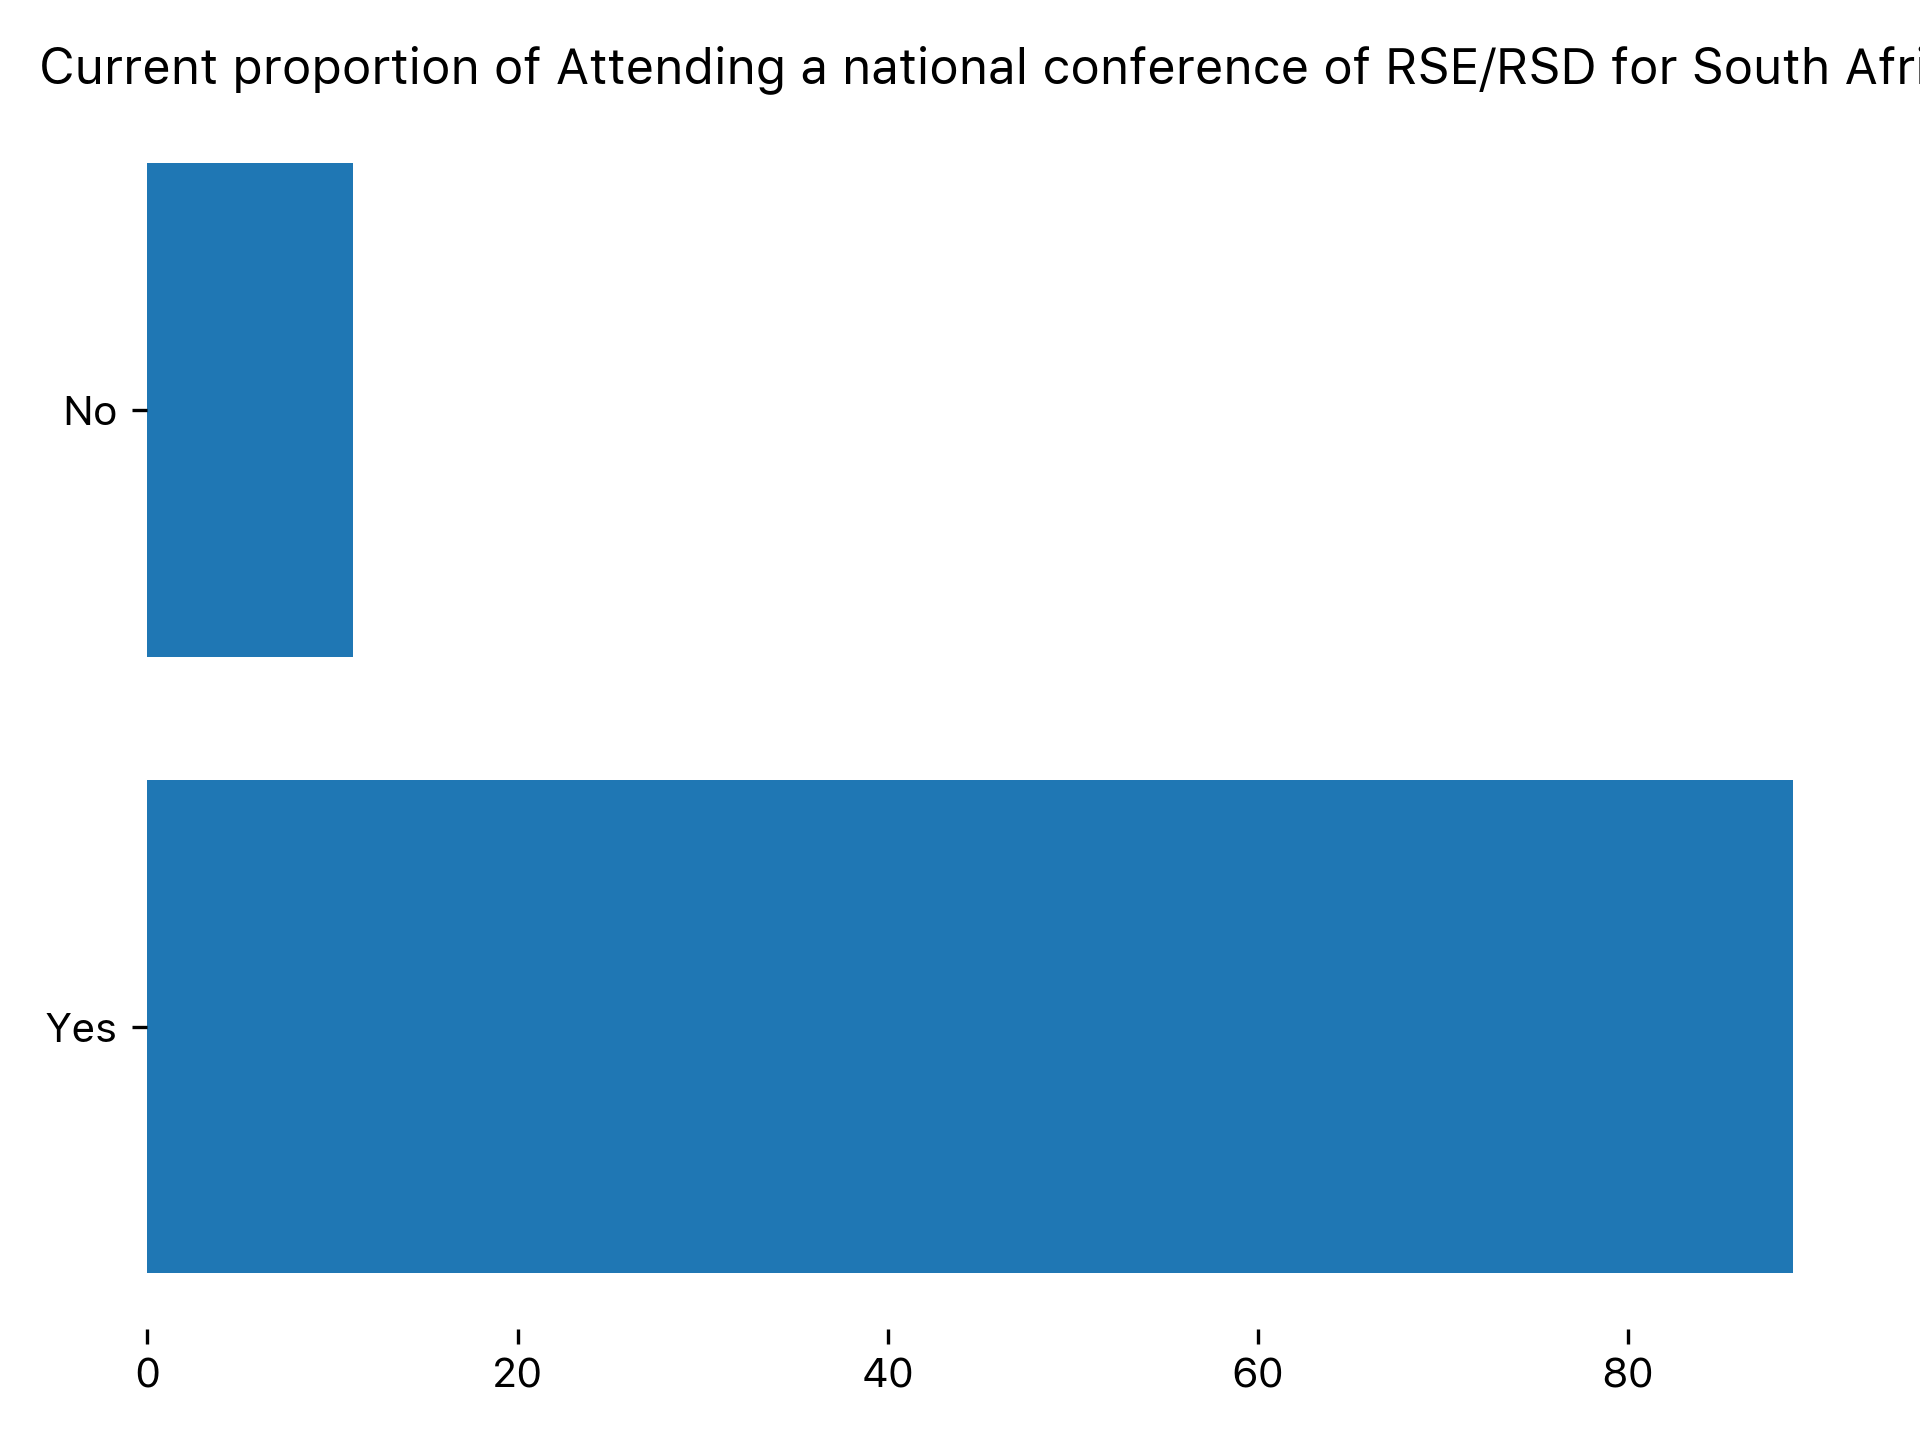 Current proportion of Attending a national conference of RSE/RSD for South Afri
No
Yes
0 20 40 60 80